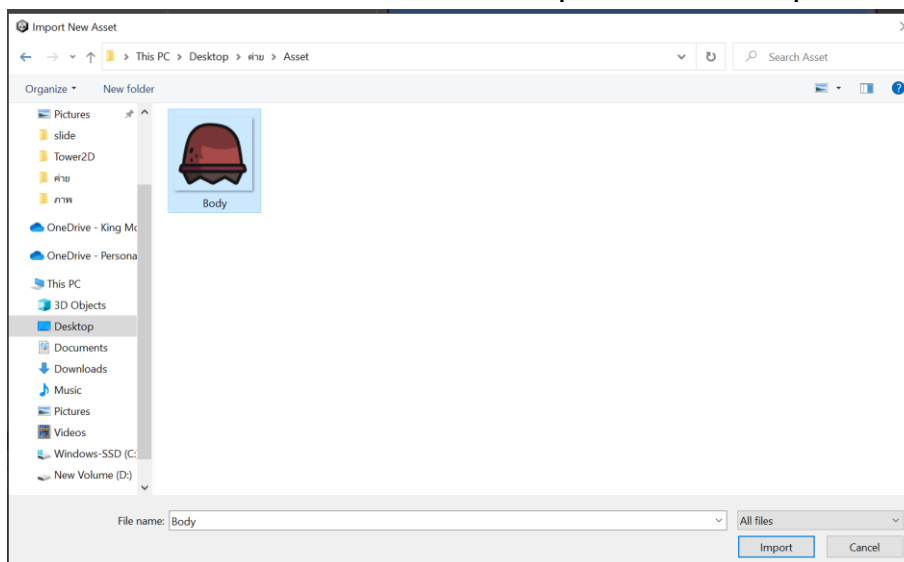 Import New Asset
This PC > Desktop > ค่าย > Asset
Search Asset
Organize
New folder
Pictures
slide
Tower2D
ค่าย
ภาพ
OneDrive - King Mo
OneDrive - Persona
This PC
3D Objects
Desktop
Documents
Downloads
Music
Pictures
Videos
Windows-SSD (C:
New Volume (D:)
Body
File name: Body
All files
Import
Cancel